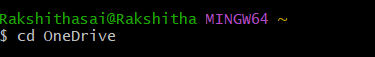 Rakshithasai@Rakshitha MINGW64 ~
$ cd OneDrive